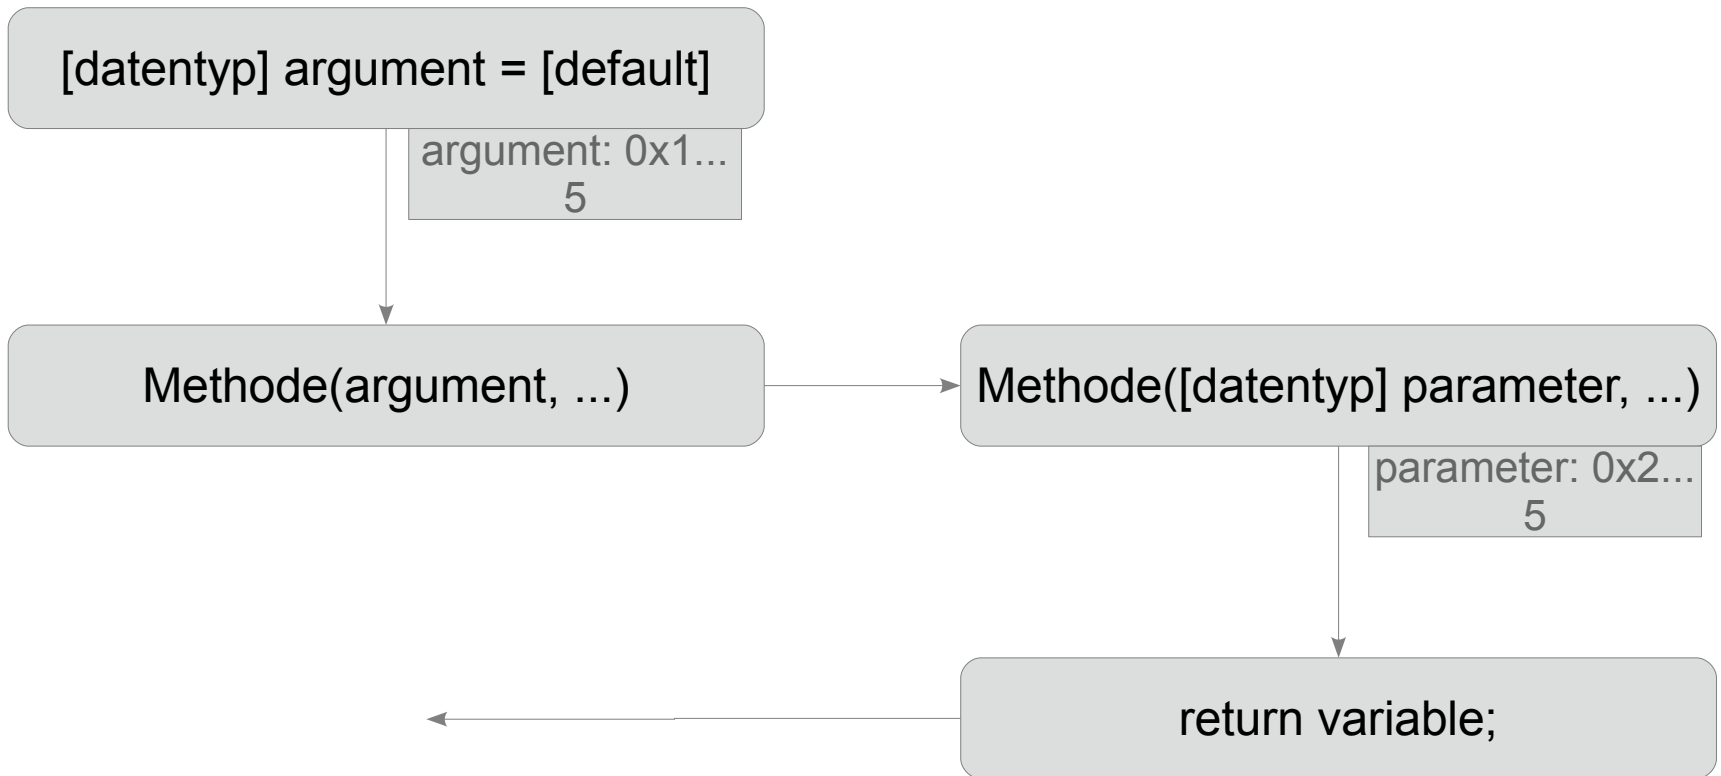 [datentyp] argument = [default]
argument: 0x1...
5
Methode(argument, ...)
Methode([datentyp] parameter, ...)
parameter: 0x2...
5
return variable;